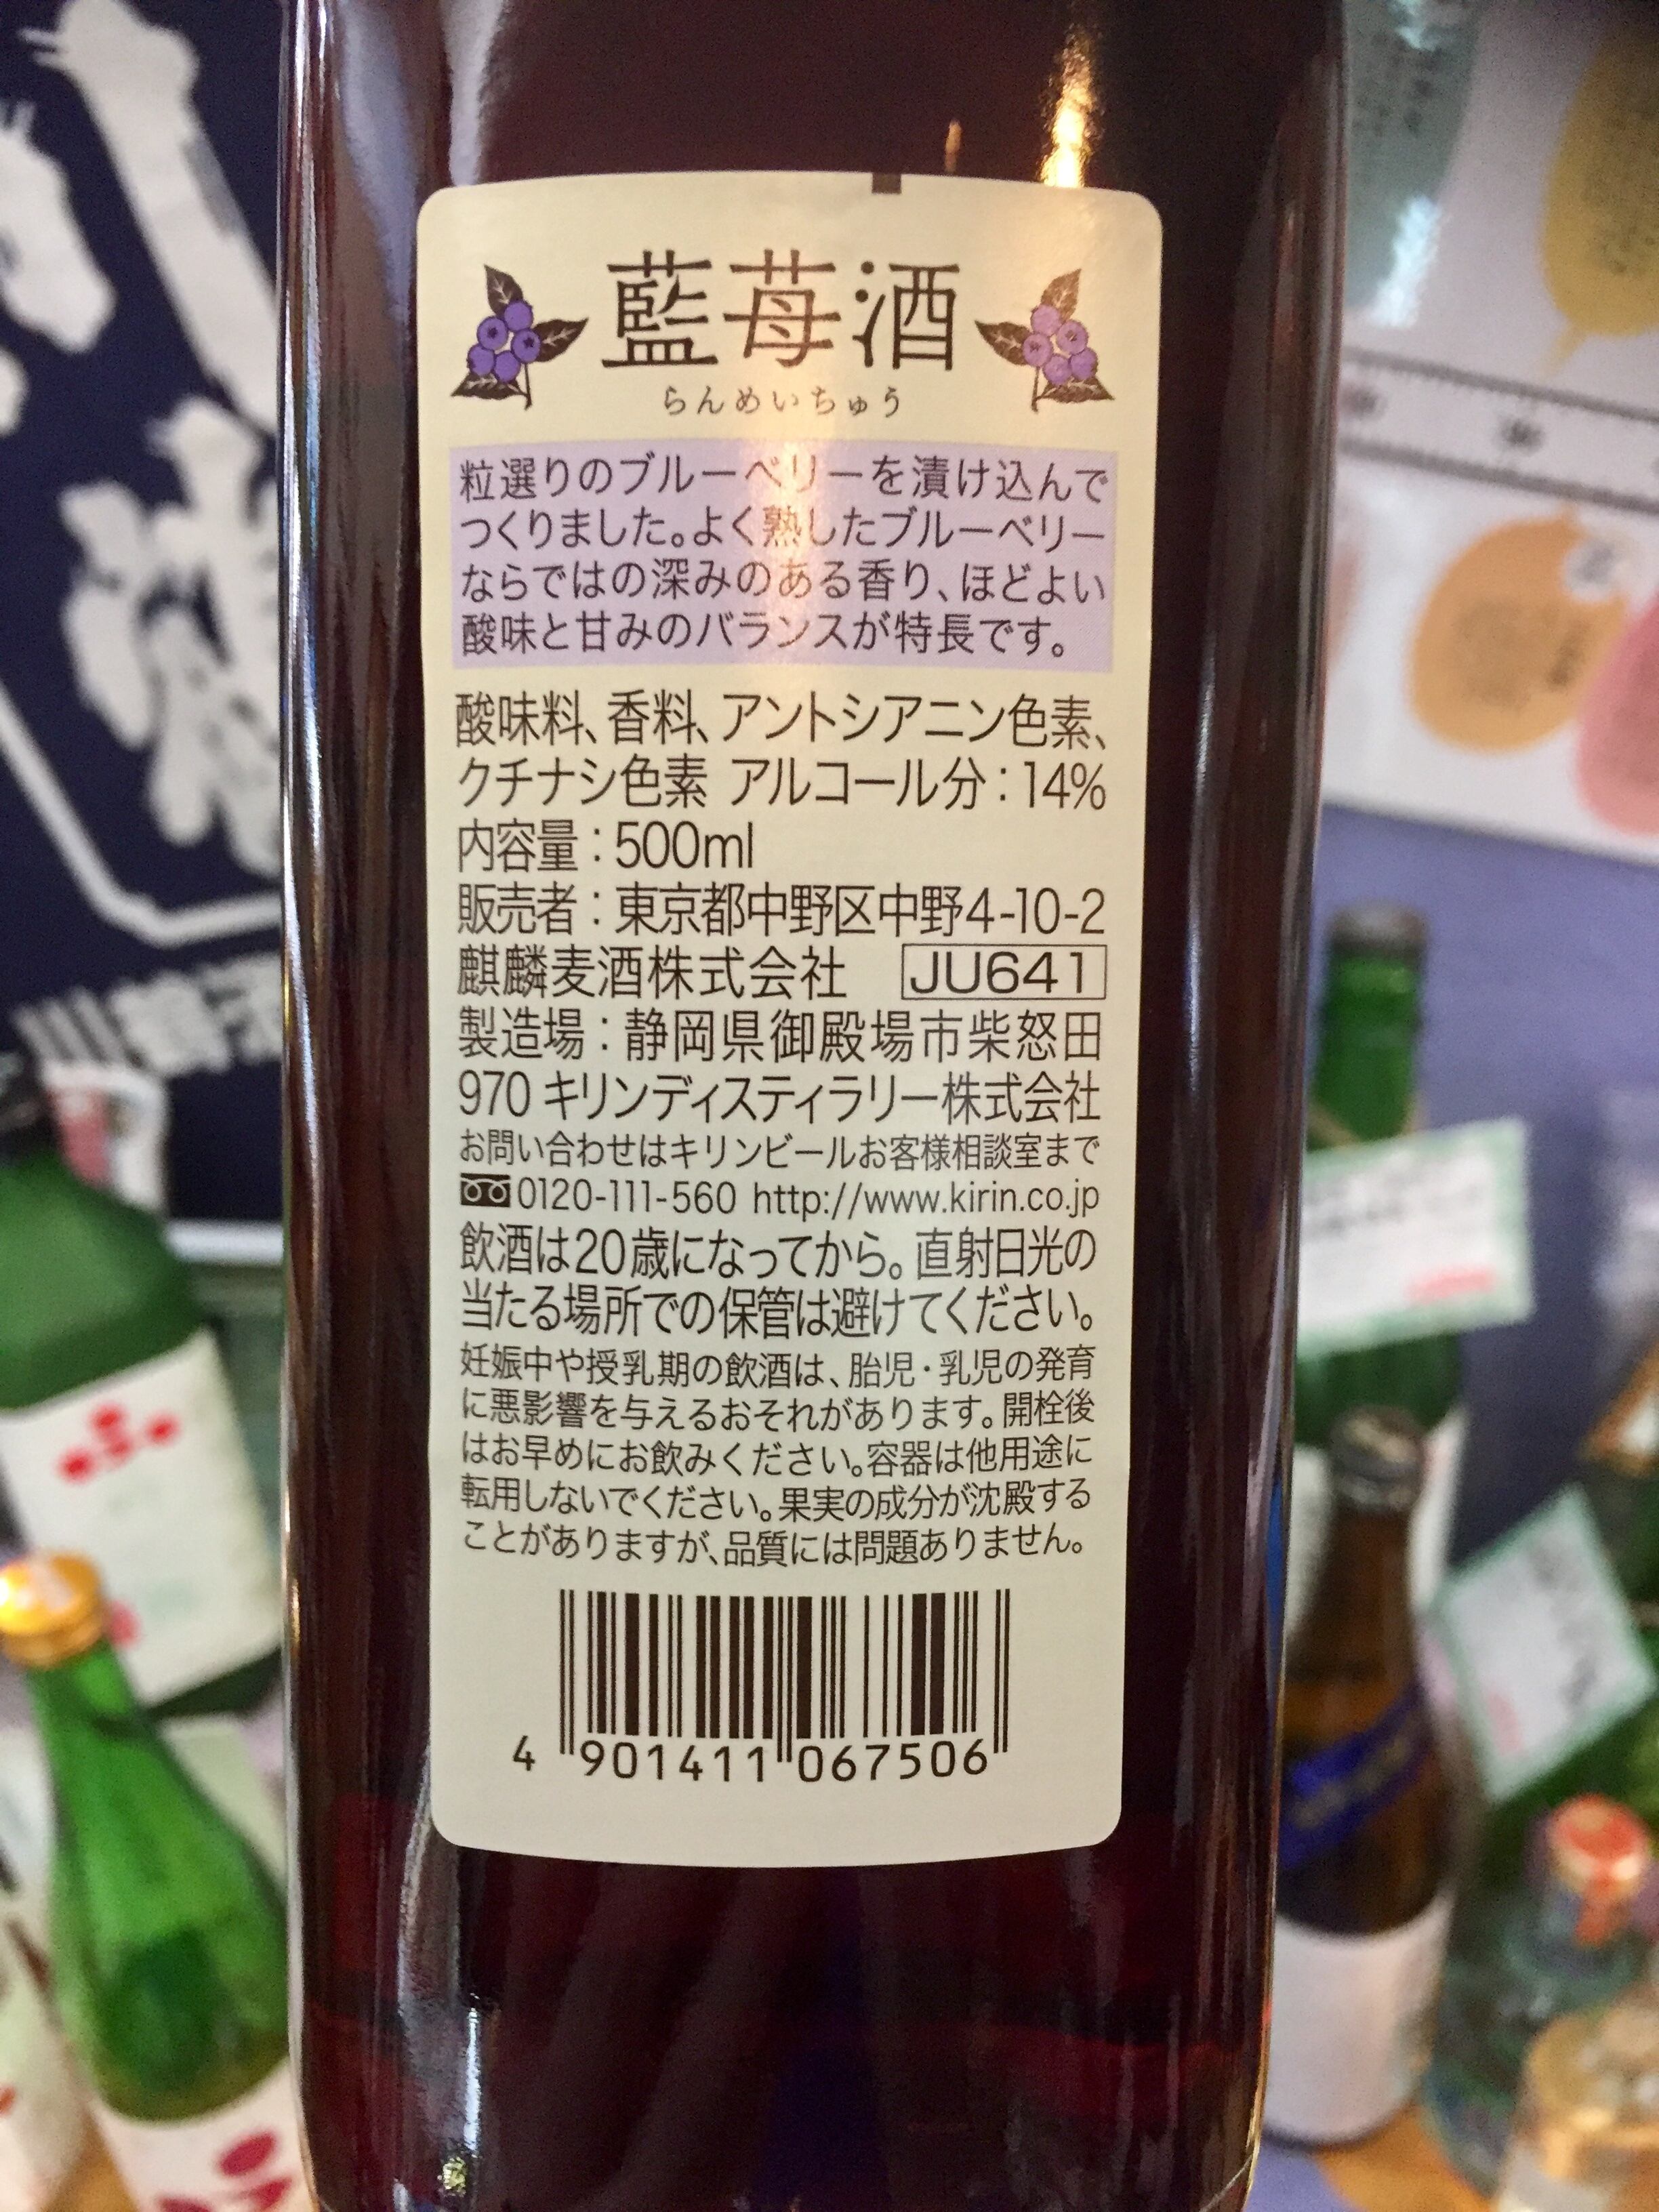 藍苺酒
らんめいちゅう
粒選りのブルーベリーを漬け込んで
つくりました。よく熟したブルーベリー
ならではの深みのある香り、ほどよい
酸味と甘みのバランスが特長です。
酸味料、香料、アントシアニン色素、
クチナシ色素 アルコール分：14%
内容量：500ml
販売者：東京都中野区中野4-10-2
麒麟麦酒株式会社 JU641
製造場：静岡県御殿場市柴怒田
970 キリンディスティラリー株式会社
お問い合わせはキリンビールお客様相談室まで
0120-111-560 http://www.kirin.co.jp
飲酒は20歳になってから。直射日光の
当たる場所での保管は避けてください。
妊娠中や授乳期の飲酒は、胎児・乳児の発育
に悪影響を与えるおそれがあります。開栓後
はお早めにお飲みください。容器は他用途に
転用しないでください。果実の成分が沈殿する
ことがありますが、品質には問題ありません。
4 901411 067506